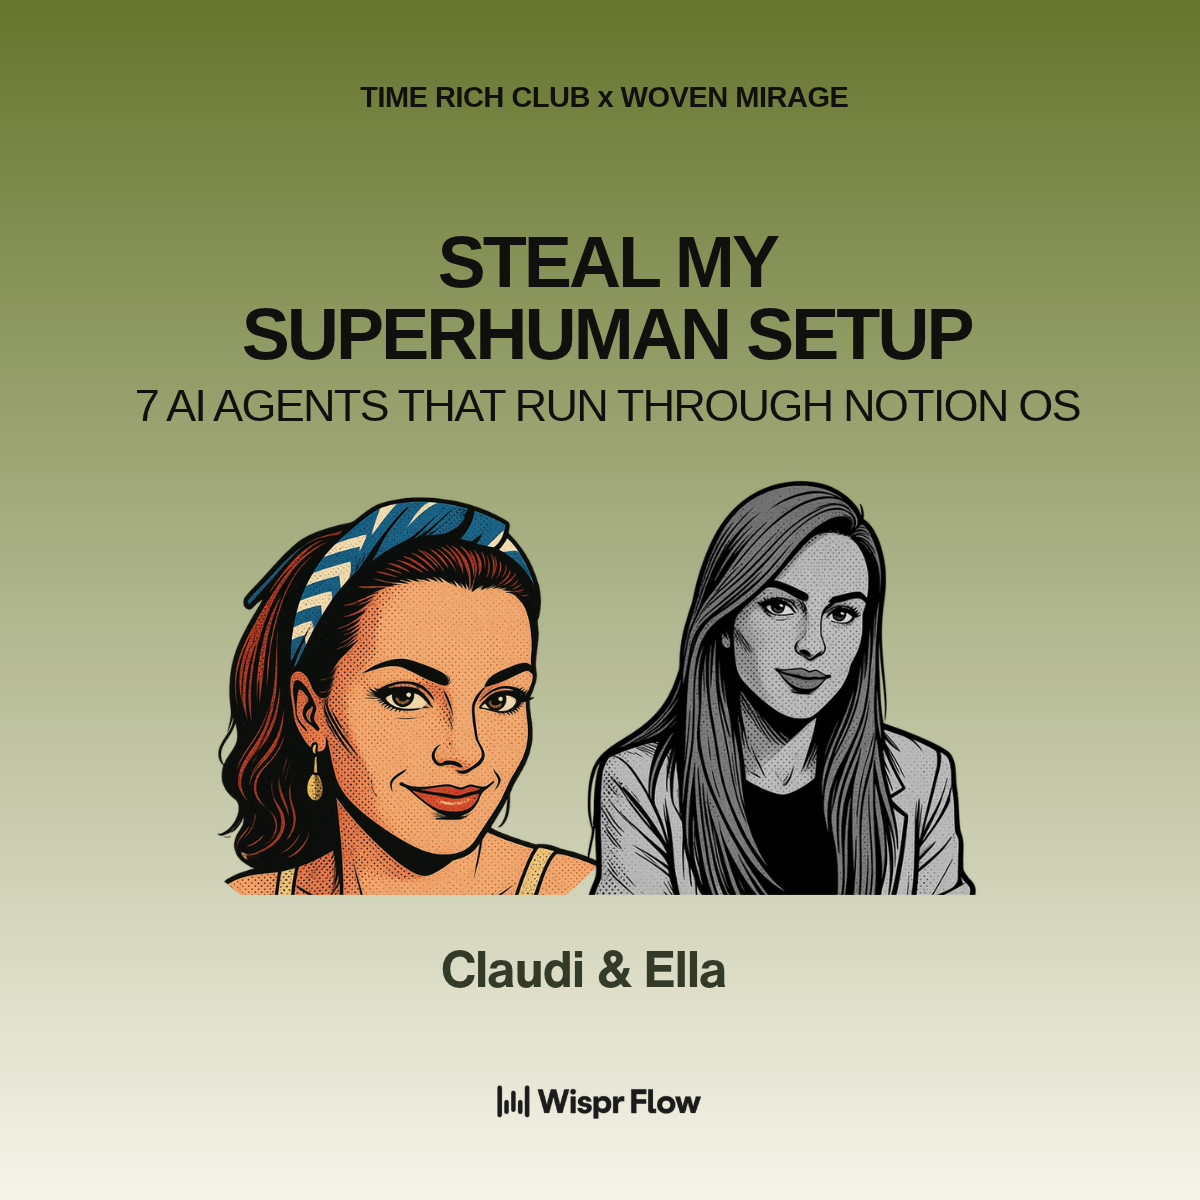 TIME RICH CLUB x WOVEN MIRAGE
STEAL MY
SUPERHUMAN SETUP
7 AI AGENTS THAT RUN THROUGH NOTION OS
Claudi & Ella
Wispr Flow